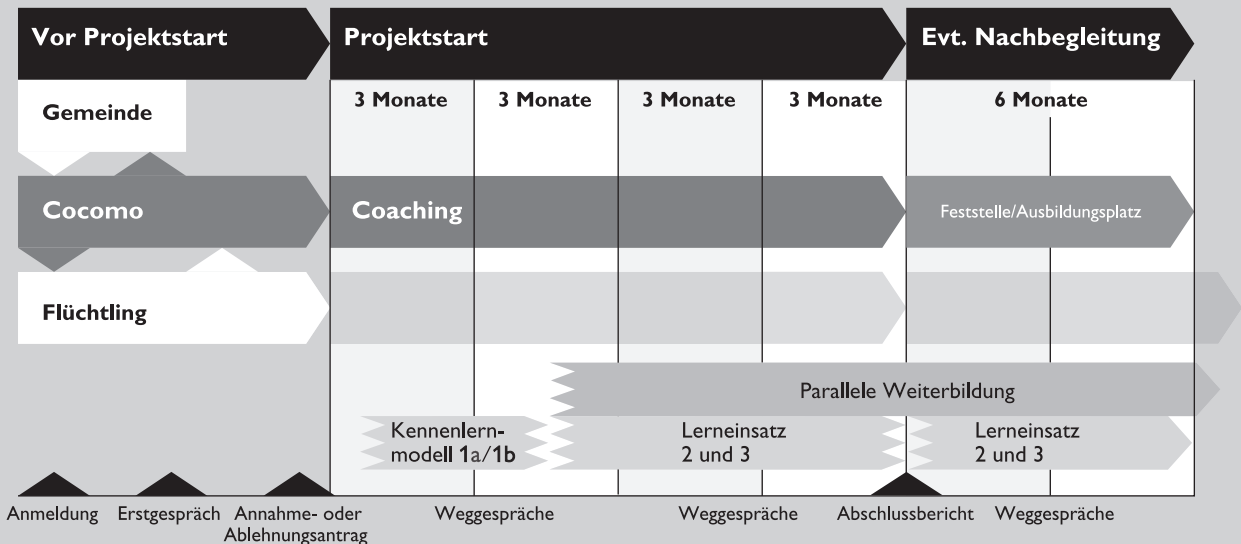 Vor Projektstart
Projektstart
Evt. Nachbegleitung
3 Monate
3 Monate
3 Monate
3 Monate
6 Monate
Gemeinde
Cocomo
Coaching
Feststelle/Ausbildungsplatz
Flüchtling
Parallele Weiterbildung
Kennenlern-
modell 1a/1b
Lerneinsatz
2 und 3
Lerneinsatz
2 und 3
Anmeldung
Erstgespräch
Annahme- oder
Ablehnungsantrag
Weggespräche
Weggespräche
Abschlussbericht
Weggespräche